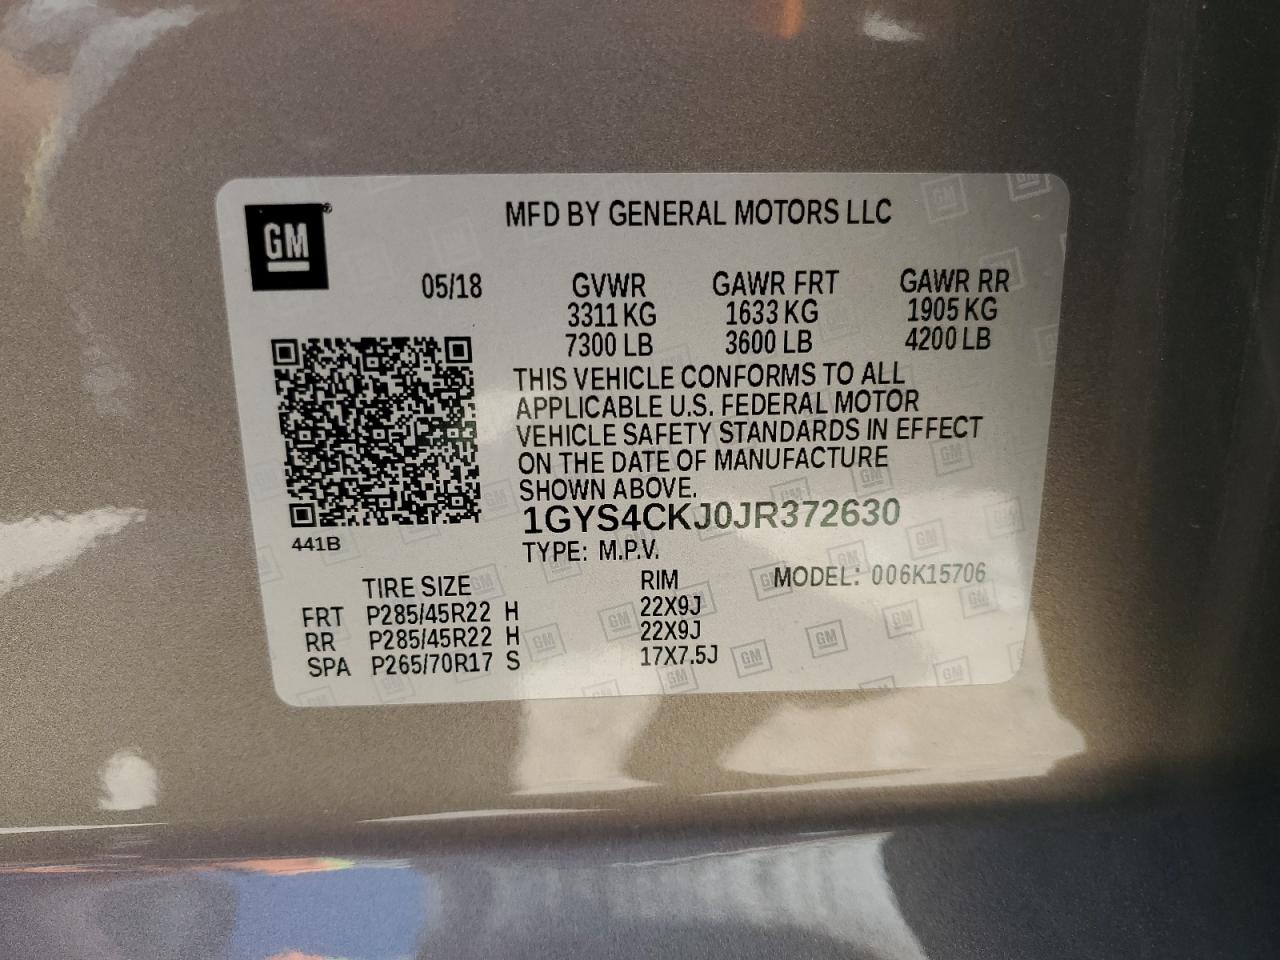 GM
MFD BY GENERAL MOTORS LLC
05/18 GVWR GAWR FRT GAWR RR
3311 KG 1633 KG 1905 KG
7300 LB 3600 LB 4200 LB
THIS VEHICLE CONFORMS TO ALL
APPLICABLE U.S. FEDERAL MOTOR
VEHICLE SAFETY STANDARDS IN EFFECT
ON THE DATE OF MANUFACTURE
SHOWN ABOVE.
1GYS4CKJ0JR372630
441B
TYPE: M.P.V.
TIRE SIZE RIM MODEL: 006K15706
FRT P285/45R22 H 22X9J
RR P285/45R22 H 22X9J
SPA P265/70R17 S 17X7.5J